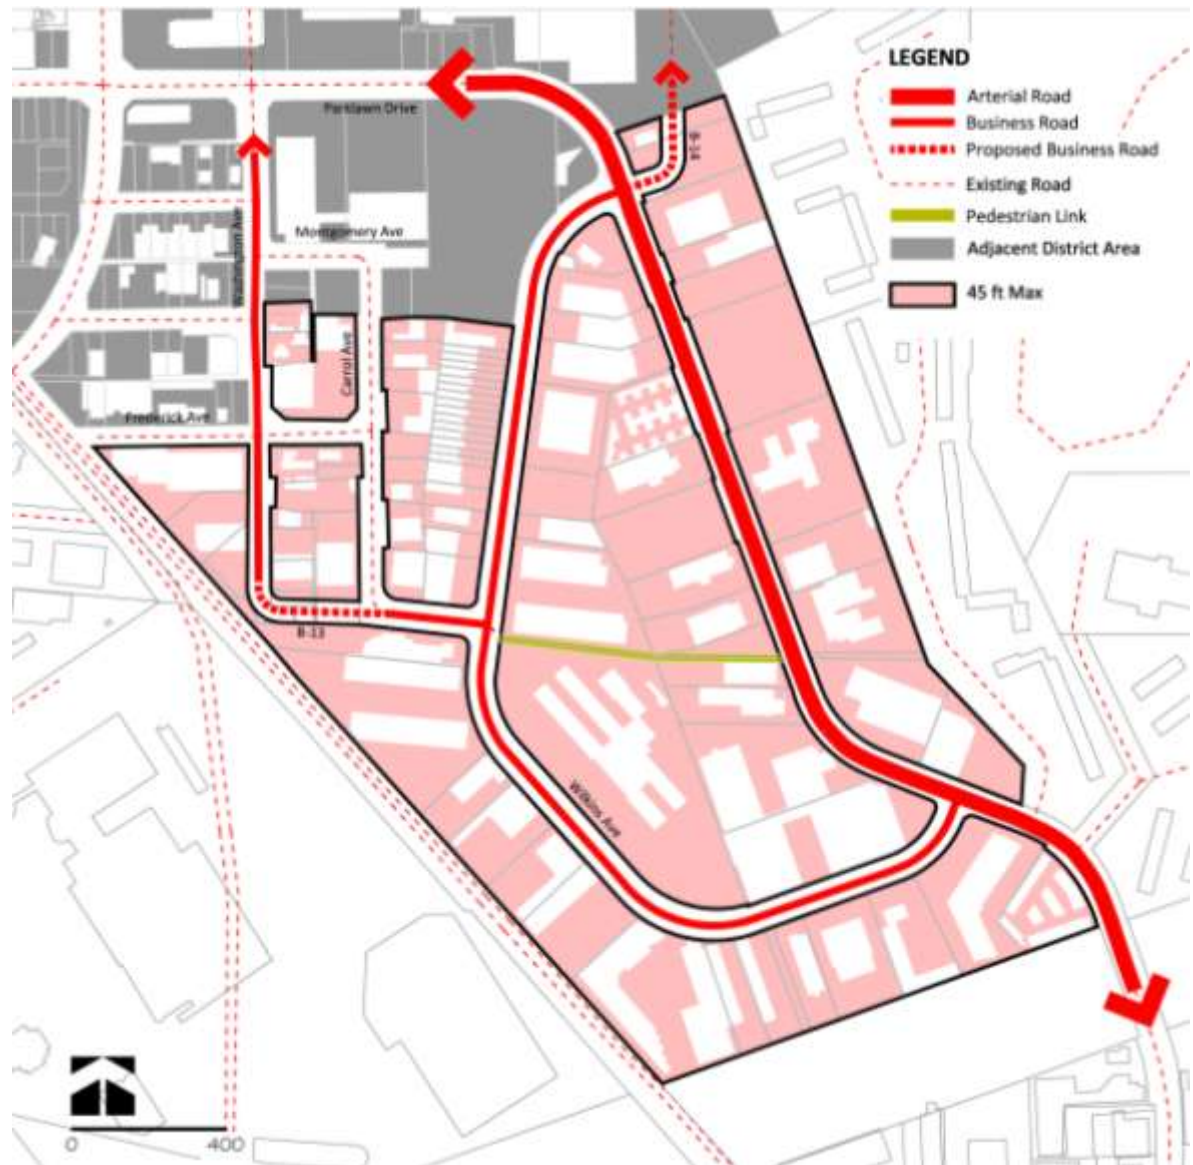 LEGEND
Arterial Road
Business Road
Proposed Business Road
Existing Road
Pedestrian Link
Adjacent District Area
45 ft Max
Parklawn Drive
B-14
Washington Ave
Montgomery Ave
Carrol Ave
Frederick Ave
B-13
Wilkins Ave
0 400